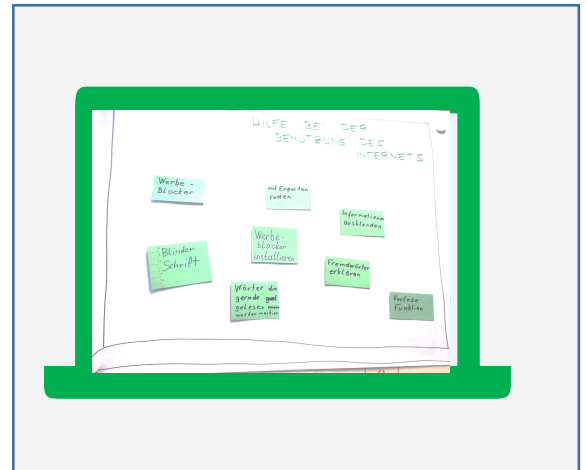 HILFE BEI DER
BENUTZUNG DES
INTERNETS
Werbe-
Blocker
mit Experten
reden
Informationen
ausblenden
Werbe-
blocker
installieren
Blinden
Schrift
Fremdwörter
erklären
Wörter die
gerade
gelesen
werden
Vorlese
Funktion